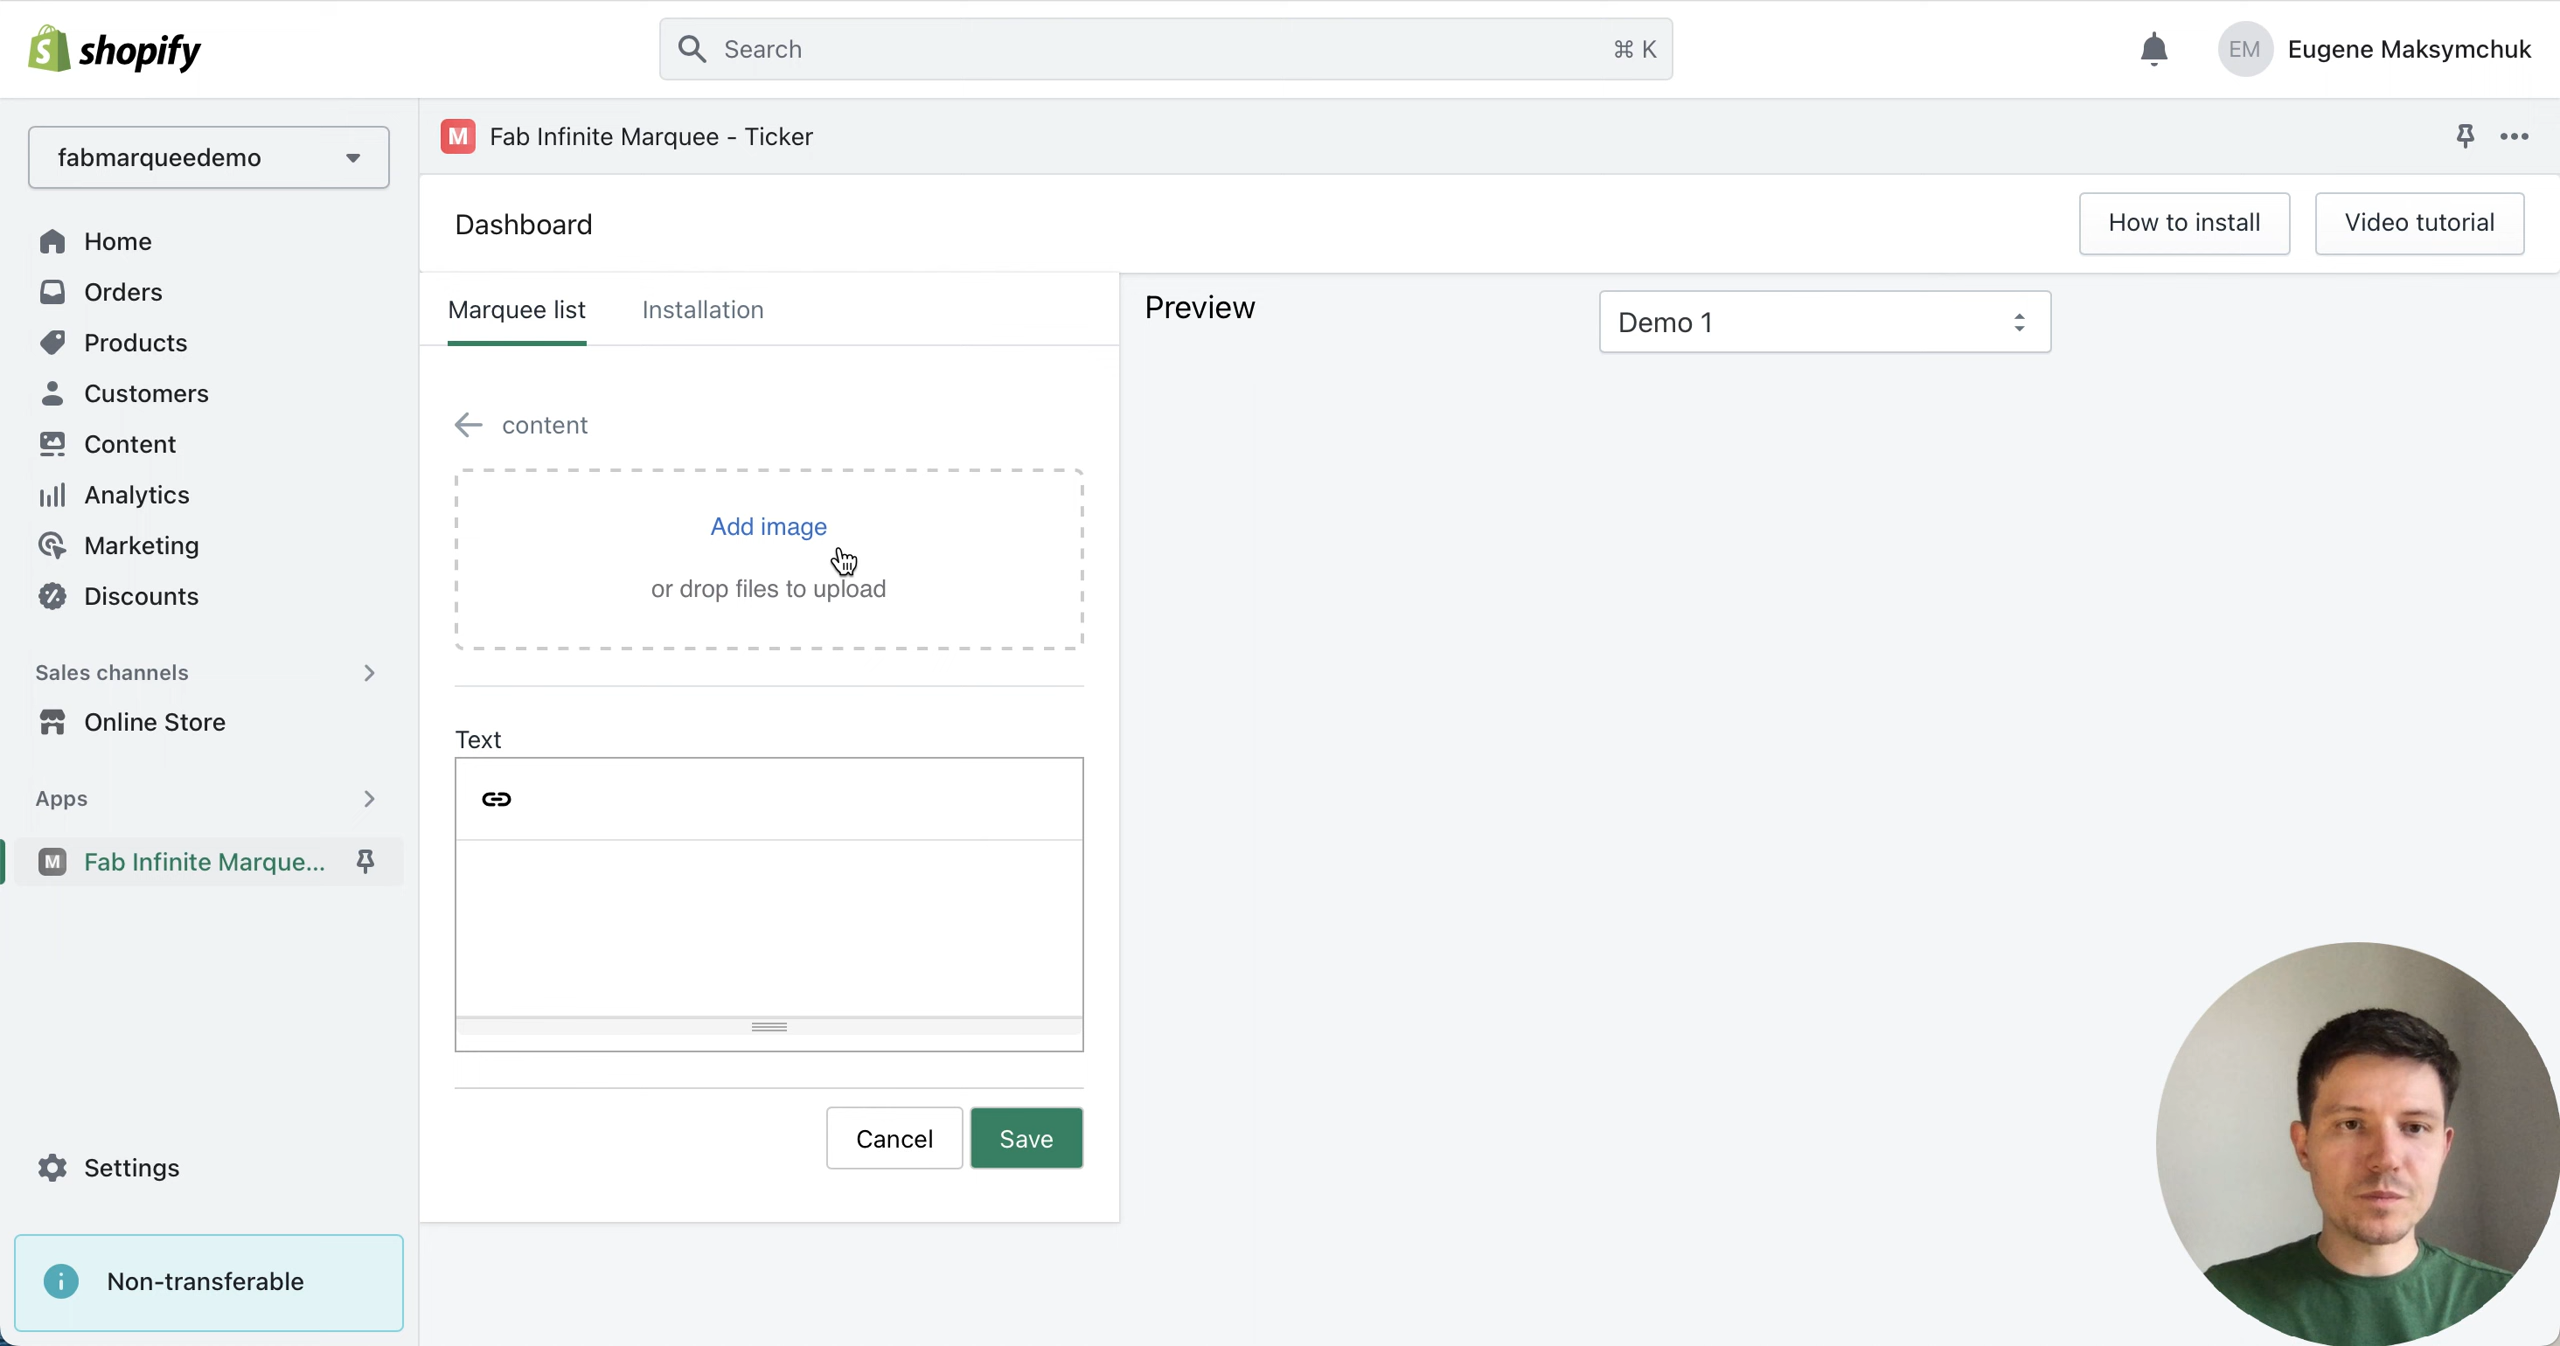 shopify
Search
⌘ K
EM
Eugene Maksymchuk
fabmarqueedemo
Home
Orders
Products
Customers
Content
Analytics
Marketing
Discounts
Sales channels
Online Store
Apps
M
Fab Infinite Marque...
Settings
Non-transferable
M
Fab Infinite Marquee - Ticker
Dashboard
How to install
Video tutorial
Marquee list
Installation
content
Add image
or drop files to upload
Text
Cancel
Save
Preview
Demo 1